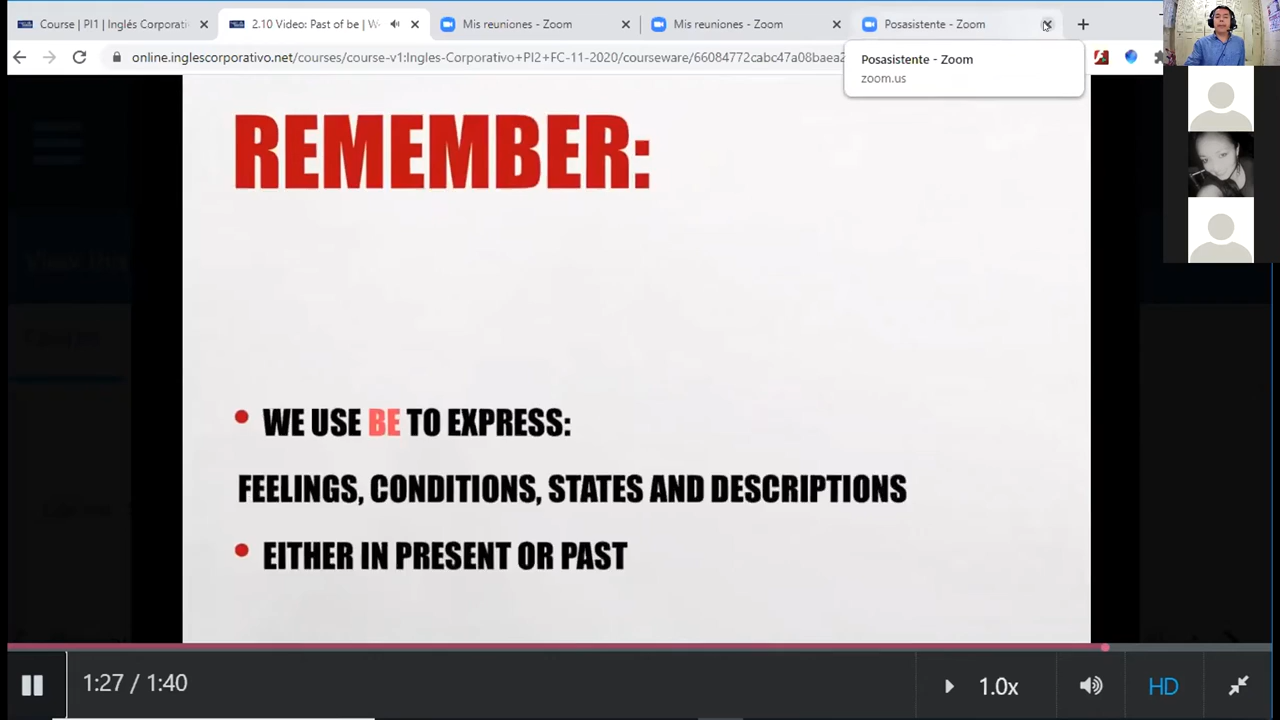 Course | PI1 | Inglés Corporati
2.10 Video: Past of be | W
Mis reuniones - Zoom
Mis reuniones - Zoom
Posasistente - Zoom
online.inglescorporativo.net/courses/course-v1:Ingles-Corporativo+PI2+FC-11-2020/courseware/66084772cabc47a08baea2
Posasistente - Zoom
zoom.us
REMEMBER:
• WE USE BE TO EXPRESS:
FEELINGS, CONDITIONS, STATES AND DESCRIPTIONS
• EITHER IN PRESENT OR PAST
1:27 / 1:40
1.0x
HD